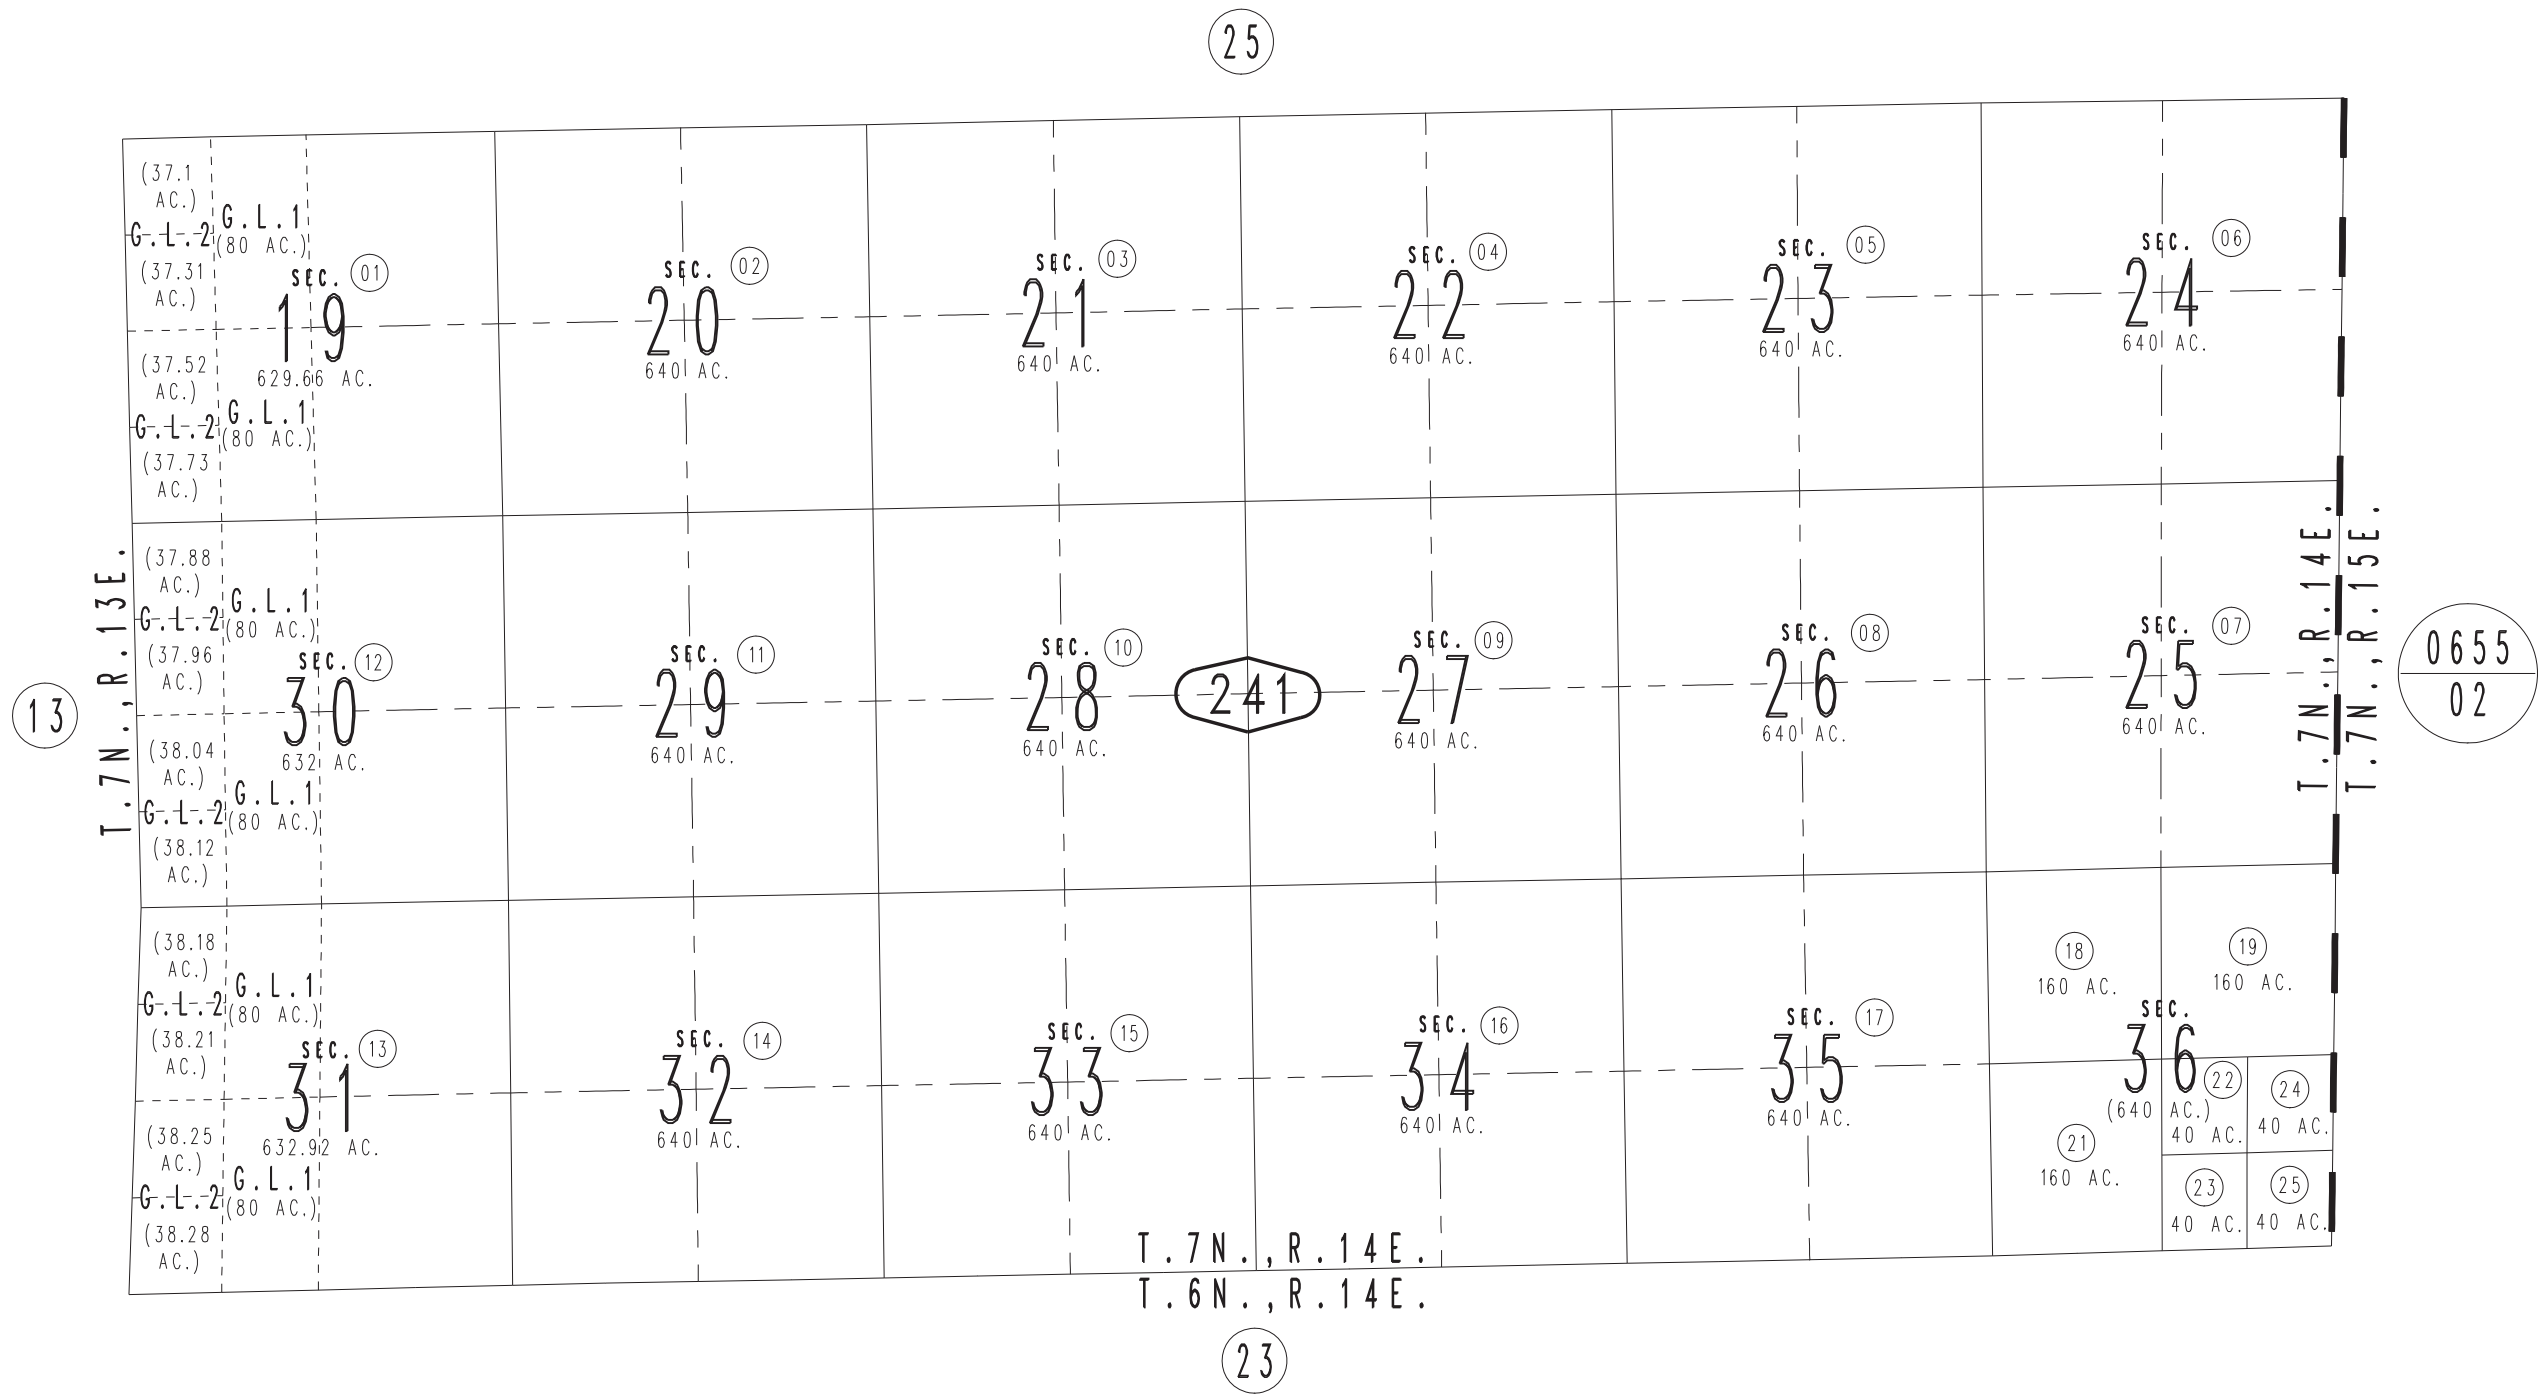 25
(37.1
AC.)
G.L.2
G.L.1
(80 AC.)
(37.31
AC.)
SEC.
01
19
629.66 AC.
(37.52
AC.)
G.L.2
G.L.1
(80 AC.)
(37.73
AC.)
SEC.
02
20
640 AC.
SEC.
03
21
640 AC.
SEC.
04
22
640 AC.
SEC.
05
23
640 AC.
SEC.
06
24
640 AC.
T.7N.,R.13E.
13
(37.88
AC.)
G.L.2
G.L.1
(80 AC.)
(37.96
AC.)
SEC.
12
30
632 AC.
(38.04
AC.)
G.L.2
G.L.1
(80 AC.)
(38.12
AC.)
SEC.
11
29
640 AC.
SEC.
10
28
640 AC.
241
SEC.
09
27
640 AC.
SEC.
08
26
640 AC.
SEC.
07
25
640 AC.
T.7N.,R.14E.
T.7N.,R.15E.
0655
02
(38.18
AC.)
G.L.2
G.L.1
(80 AC.)
(38.21
AC.)
SEC.
13
31
632.92 AC.
(38.25
AC.)
G.L.2
G.L.1
(80 AC.)
(38.28
AC.)
SEC.
14
32
640 AC.
SEC.
15
33
640 AC.
SEC.
16
34
640 AC.
SEC.
17
35
640 AC.
18
160 AC.
19
160 AC.
SEC.
36
(640 AC.)
21
160 AC.
22
40 AC.
24
40 AC.
23
40 AC.
25
40 AC.
T.7N.,R.14E.
T.6N.,R.14E.
23